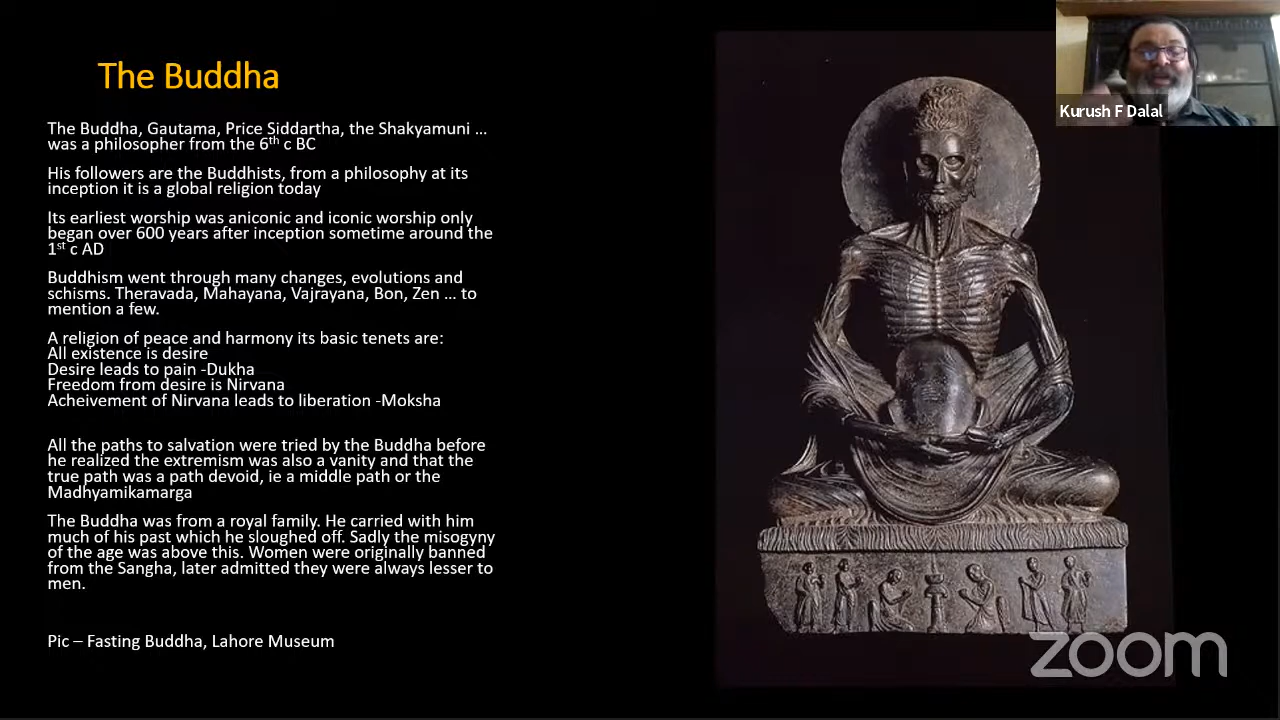 The Buddha
The Buddha, Gautama, Price Siddartha, the Shakyamuni ...
was a philosopher from the 6th c BC
His followers are the Buddhists, from a philosophy at its
inception it is a global religion today
Its earliest worship was aniconic and iconic worship only
began over 600 years after inception sometime around the
1st c AD
Buddhism went through many changes, evolutions and
schisms. Theravada, Mahayana, Vajrayana, Bon, Zen ... to
mention a few.
A religion of peace and harmony its basic tenets are:
All existence is desire
Desire leads to pain -Dukha
Freedom from desire is Nirvana
Acheivement of Nirvana leads to liberation -Moksha
All the paths to salvation were tried by the Buddha before
he realized the extremism was also a vanity and that the
true path was a path devoid, ie a middle path or the
Madhyamikamarga
The Buddha was from a royal family. He carried with him
much of his past which he sloughed off. Sadly the misogyny
of the age was above this. Women were originally banned
from the Sangha, later admitted they were always lesser to
men.
Pic – Fasting Buddha, Lahore Museum
Kurush F Dalal
zoom